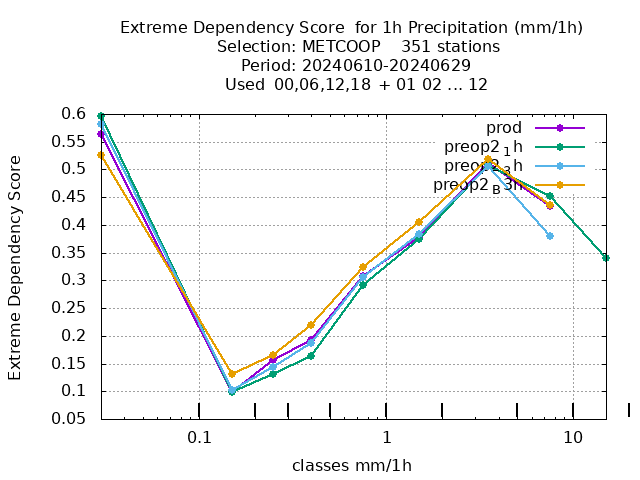 Extreme Dependency Score  for 1h Precipitation (mm/1h)
Selection: METCOOP    351 stations
Period: 20240610-20240629
Used  00,06,12,18 + 01 02 ... 12
prod
preop2₁h
preop2₃h
preop2_B3h
Extreme Dependency Score
0.6
0.55
0.5
0.45
0.4
0.35
0.3
0.25
0.2
0.15
0.1
0.05
0.1 1 10
classes mm/1h